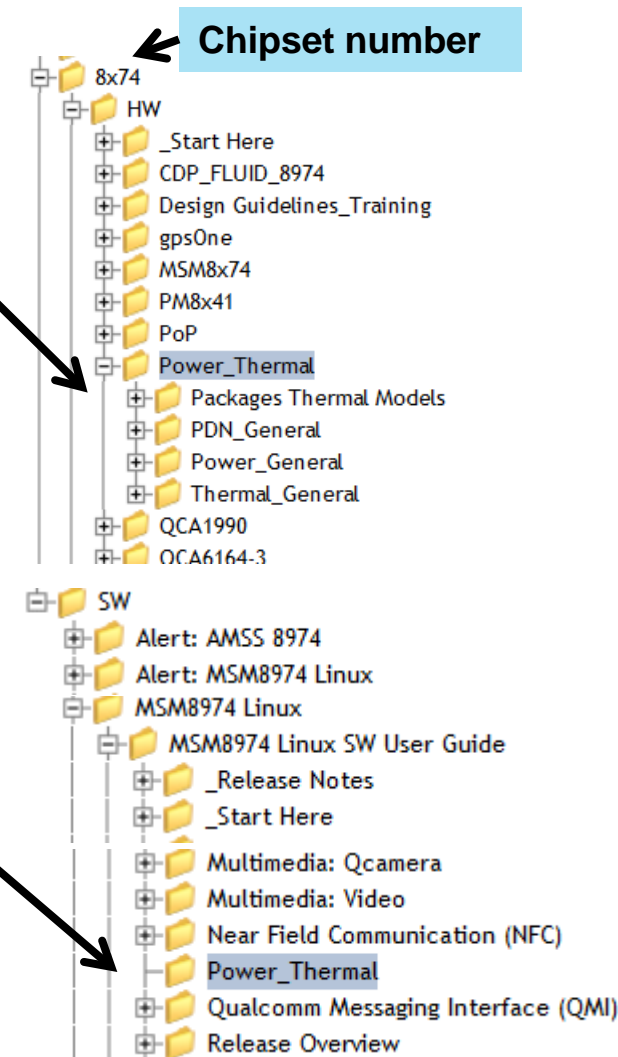 Chipset number
8x74
HW
_Start Here
CDP_FLUID_8974
Design Guidelines_Training
gpsOne
MSM8x74
PM8x41
PoP
Power_Thermal
Packages Thermal Models
PDN_General
Power_General
Thermal_General
QCA1990
QCA6164-3
SW
Alert: AMSS 8974
Alert: MSM8974 Linux
MSM8974 Linux
MSM8974 Linux SW User Guide
_Release Notes
_Start Here
Multimedia: Qcamera
Multimedia: Video
Near Field Communication (NFC)
Power_Thermal
Qualcomm Messaging Interface (QMI)
Release Overview